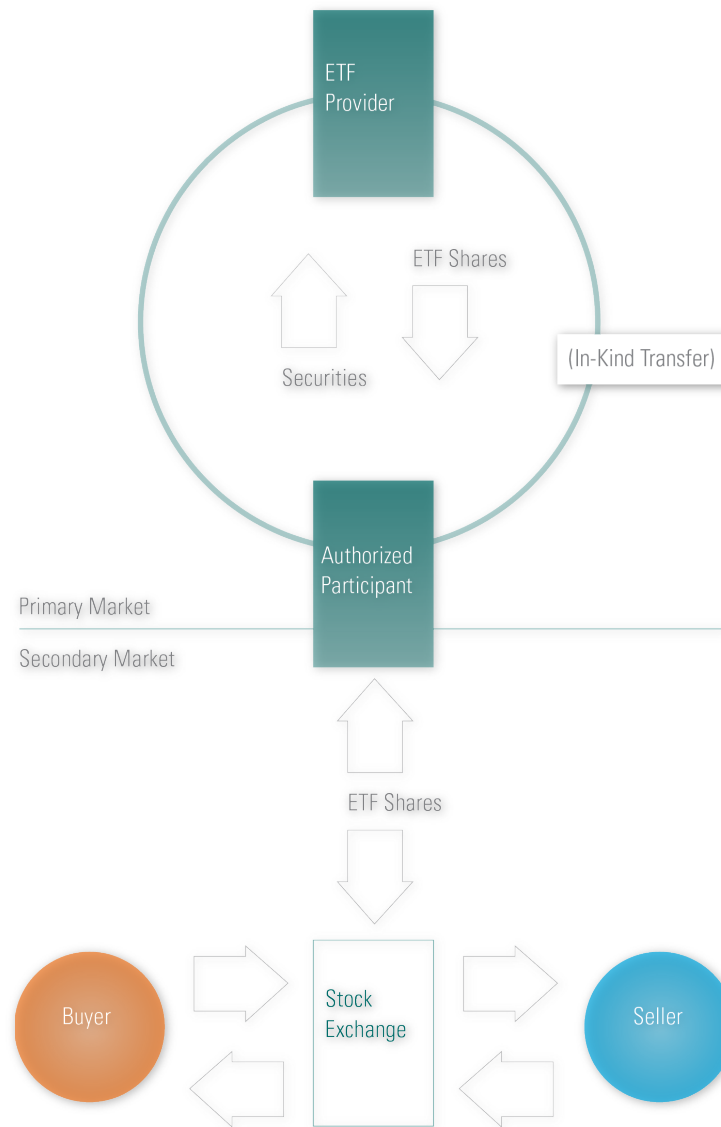 ETF
Provider
ETF Shares
(In-Kind Transfer)
Securities
Authorized
Participant
Primary Market
Secondary Market
ETF Shares
Buyer
Stock
Exchange
Seller